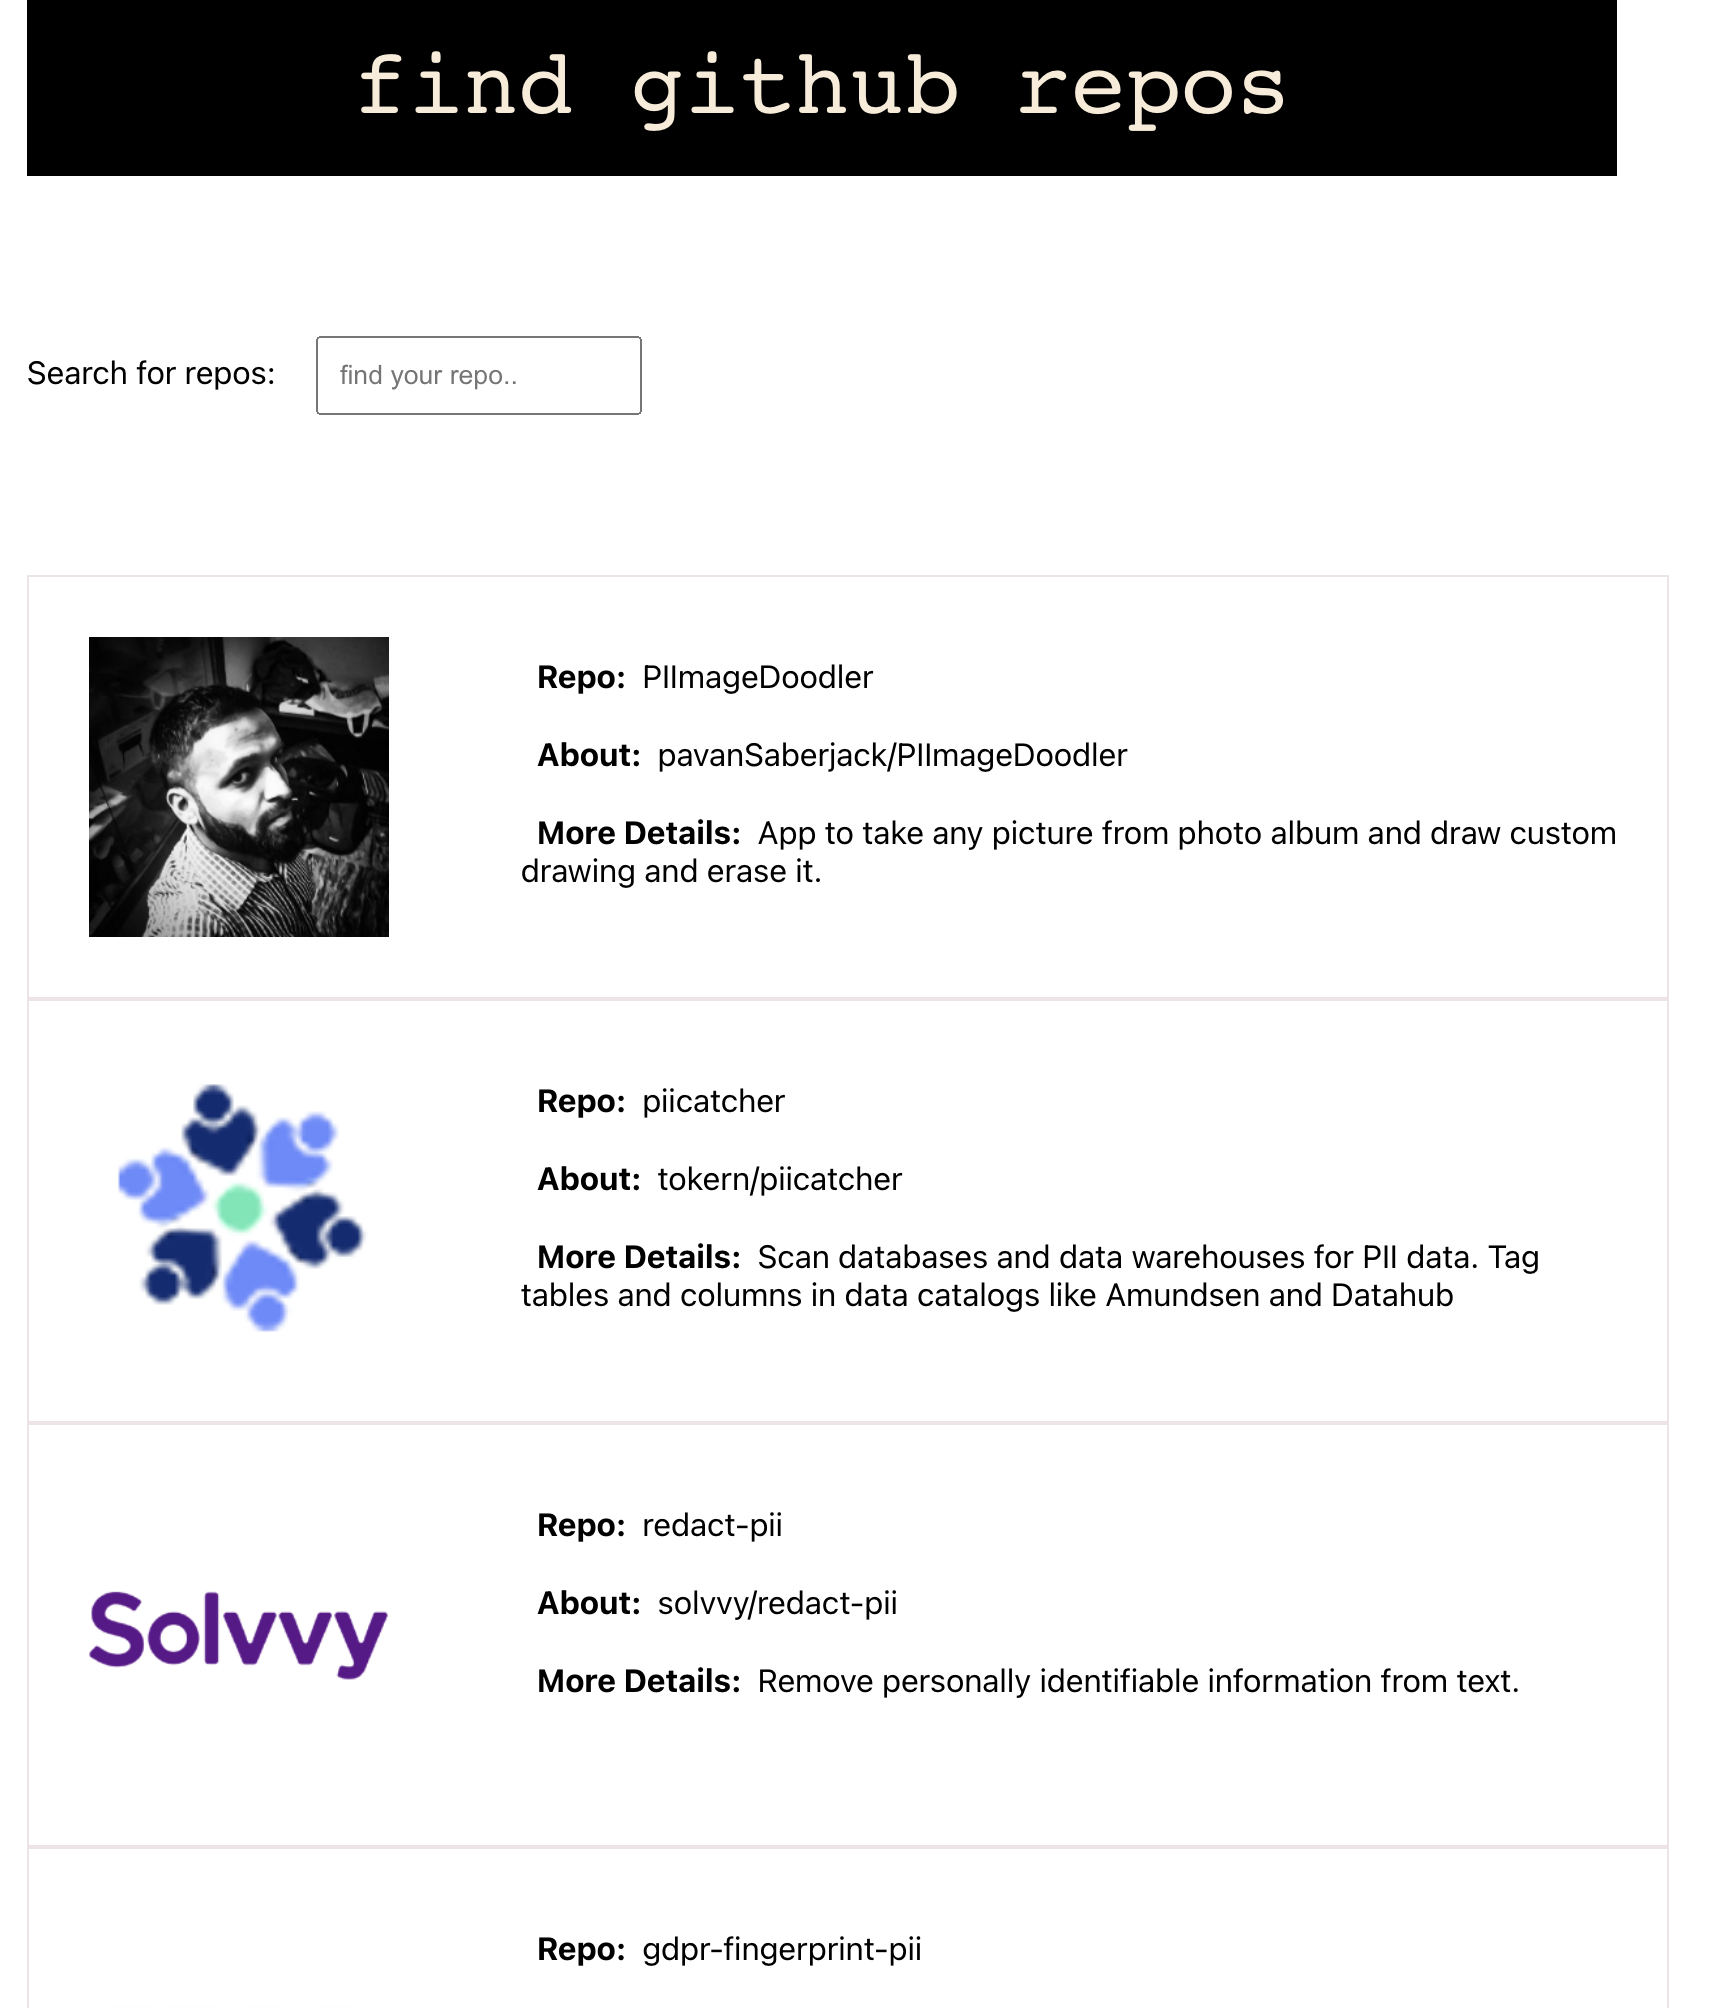 find github repos
Search for repos: find your repo..
Repo: PIImageDoodler
About: pavanSaberjack/PIImageDoodler
More Details: App to take any picture from photo album and draw custom
drawing and erase it.
Repo: piicatcher
About: tokern/piicatcher
More Details: Scan databases and data warehouses for PII data. Tag
tables and columns in data catalogs like Amundsen and Datahub
Solvvy
Repo: redact-pii
About: solvvy/redact-pii
More Details: Remove personally identifiable information from text.
Repo: gdpr-fingerprint-pii